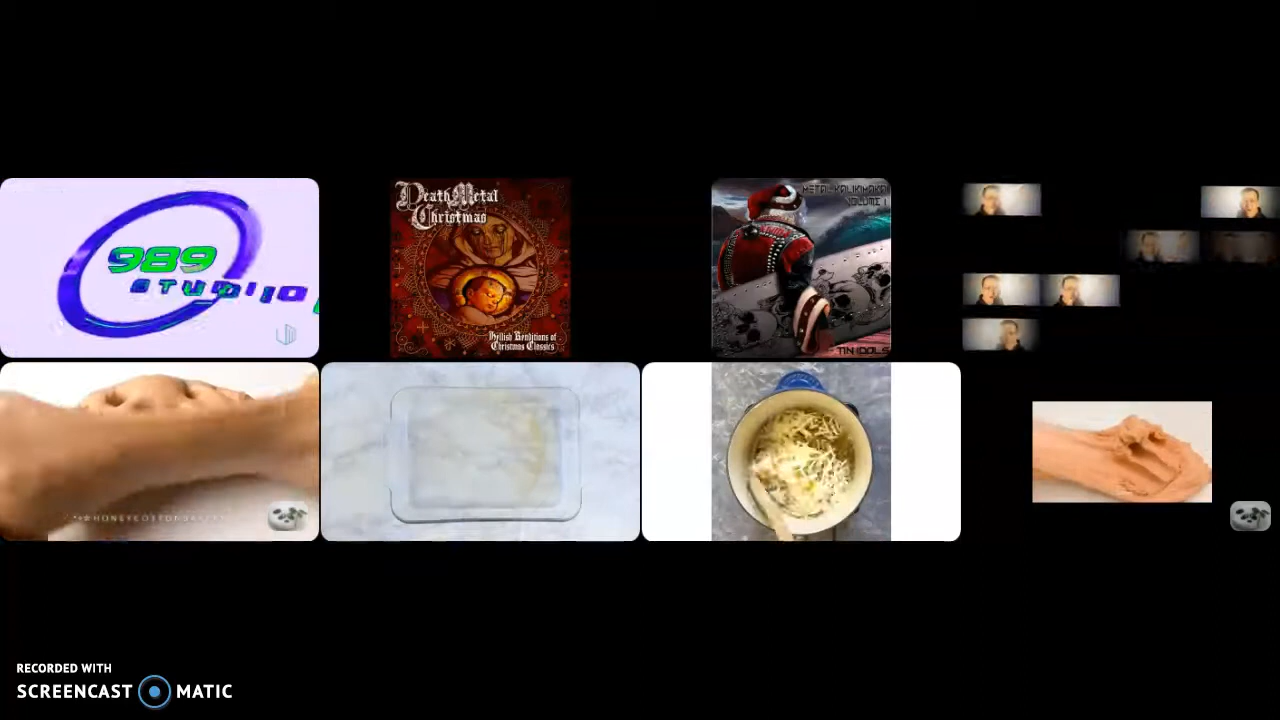 989
STUDIO
Death Metal
Christmas
Hellish Renditions of
Christmas Classics
METAL KALIKIMAKA
VOLUME 1
TIN IDOLS
RECORDED WITH
SCREENCAST MATIC